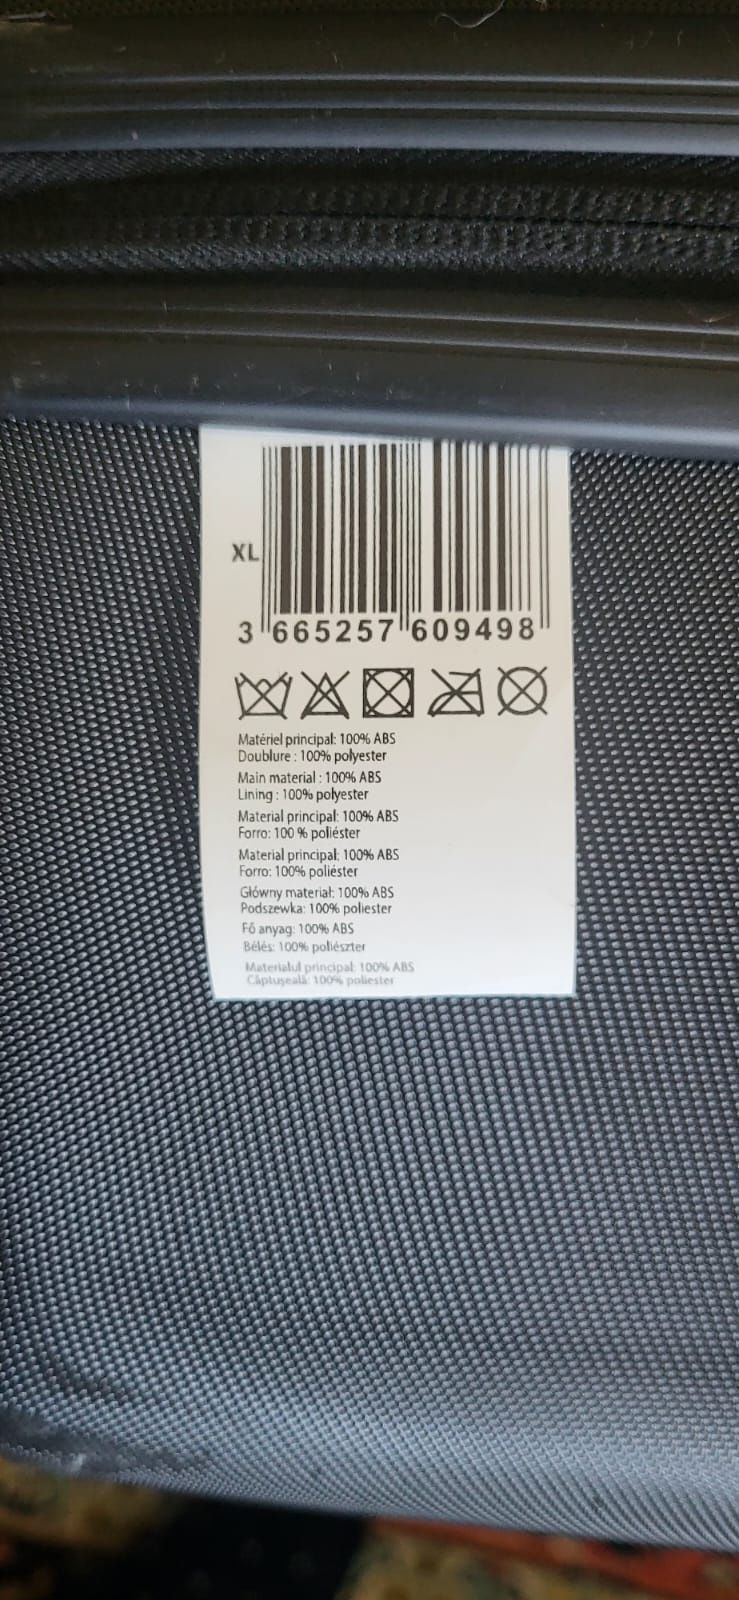 XL
3 665257 609498
Matériel principal: 100% ABS
Doublure : 100% polyester
Main material : 100% ABS
Lining : 100% polyester
Material principal: 100% ABS
Forro: 100 % poliéster
Material principal: 100% ABS
Forro: 100% poliéster
Główny materiał: 100% ABS
Podszewka: 100% poliester
Fő anyag: 100% ABS
Bélés: 100% poliészter
Materialul principal: 100% ABS
Căptușeală: 100% poliester